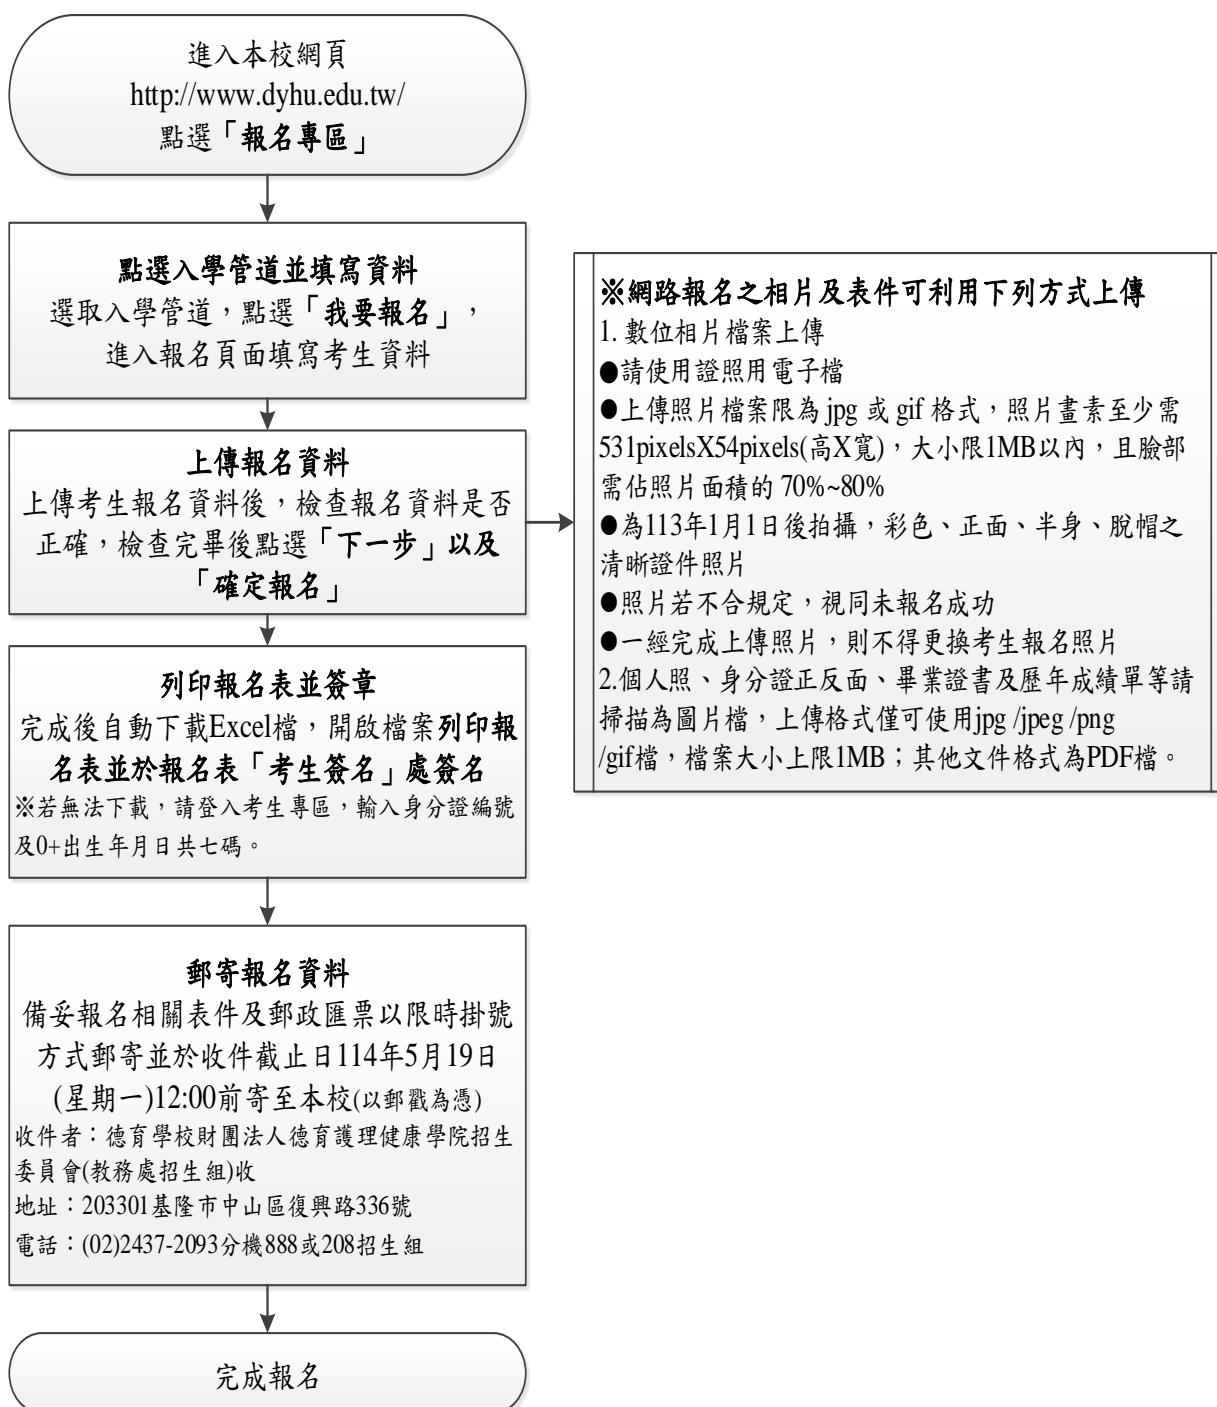 進入本校網頁
http://www.dyhu.edu.tw/
點選「報名專區」
點選入學管道並填寫資料
選取入學管道，點選「我要報名」，
進入報名頁面填寫考生資料
上傳報名資料
上傳考生報名資料後，檢查報名資料是否
正確，檢查完畢後點選「下一步」以及
「確定報名」
※網路報名之相片及表件可利用下列方式上傳
1. 數位相片檔案上傳
●請使用證照用電子檔
●上傳照片檔案限為 jpg 或 gif 格式，照片畫素至少需
531pixelsX54pixels(高X寬)，大小限1MB以內，且臉部
需佔照片面積的 70%~80%
●為113年1月1日後拍攝，彩色、正面、半身、脫帽之
清晰證件照片
●照片若不合規定，視同未報名成功
●一經完成上傳照片，則不得更換考生報名照片
2.個人照、身分證正反面、畢業證書及歷年成績單等請
掃描為圖片檔，上傳格式僅可使用jpg /jpeg /png
/gif檔，檔案大小上限1MB；其他文件格式為PDF檔。
列印報名表並簽章
完成後自動下載Excel檔，開啟檔案列印報
名表並於報名表「考生簽名」處簽名
※若無法下載，請登入考生專區，輸入身分證編號
及0+出生年月日共七碼。
郵寄報名資料
備妥報名相關表件及郵政匯票以限時掛號
方式郵寄並於收件截止日114年5月19日
(星期一)12:00前寄至本校(以郵戳為憑)
收件者：德育學校財團法人德育護理健康學院招生
委員會(教務處招生組)收
地址：203301基隆市中山區復興路336號
電話：(02)2437-2093分機888或208招生組
完成報名